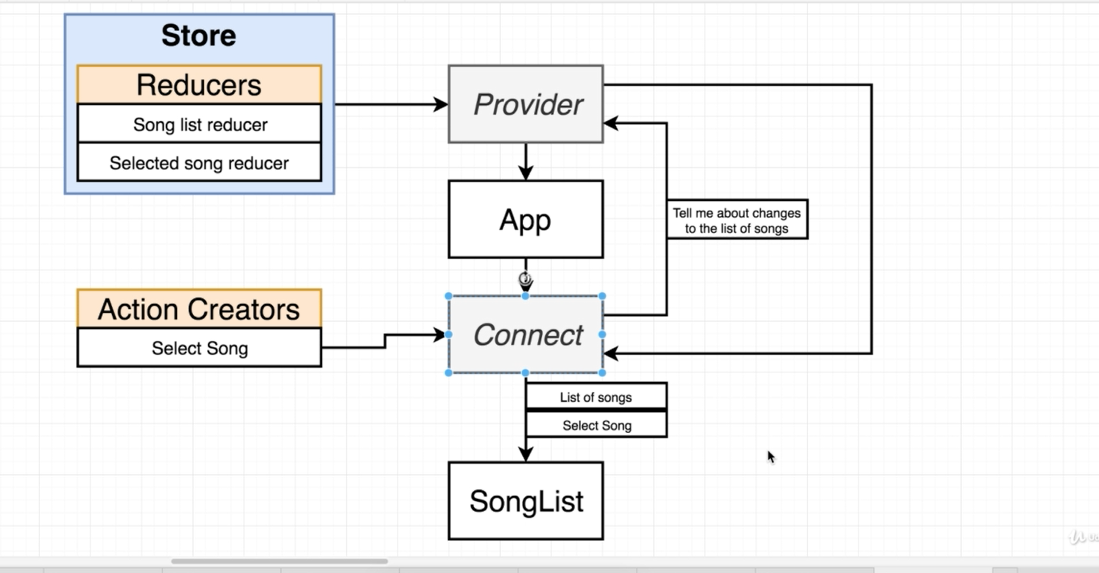 Store
Reducers
Song list reducer
Selected song reducer
Provider
App
Tell me about changes
to the list of songs
Action Creators
Select Song
Connect
List of songs
Select Song
SongList